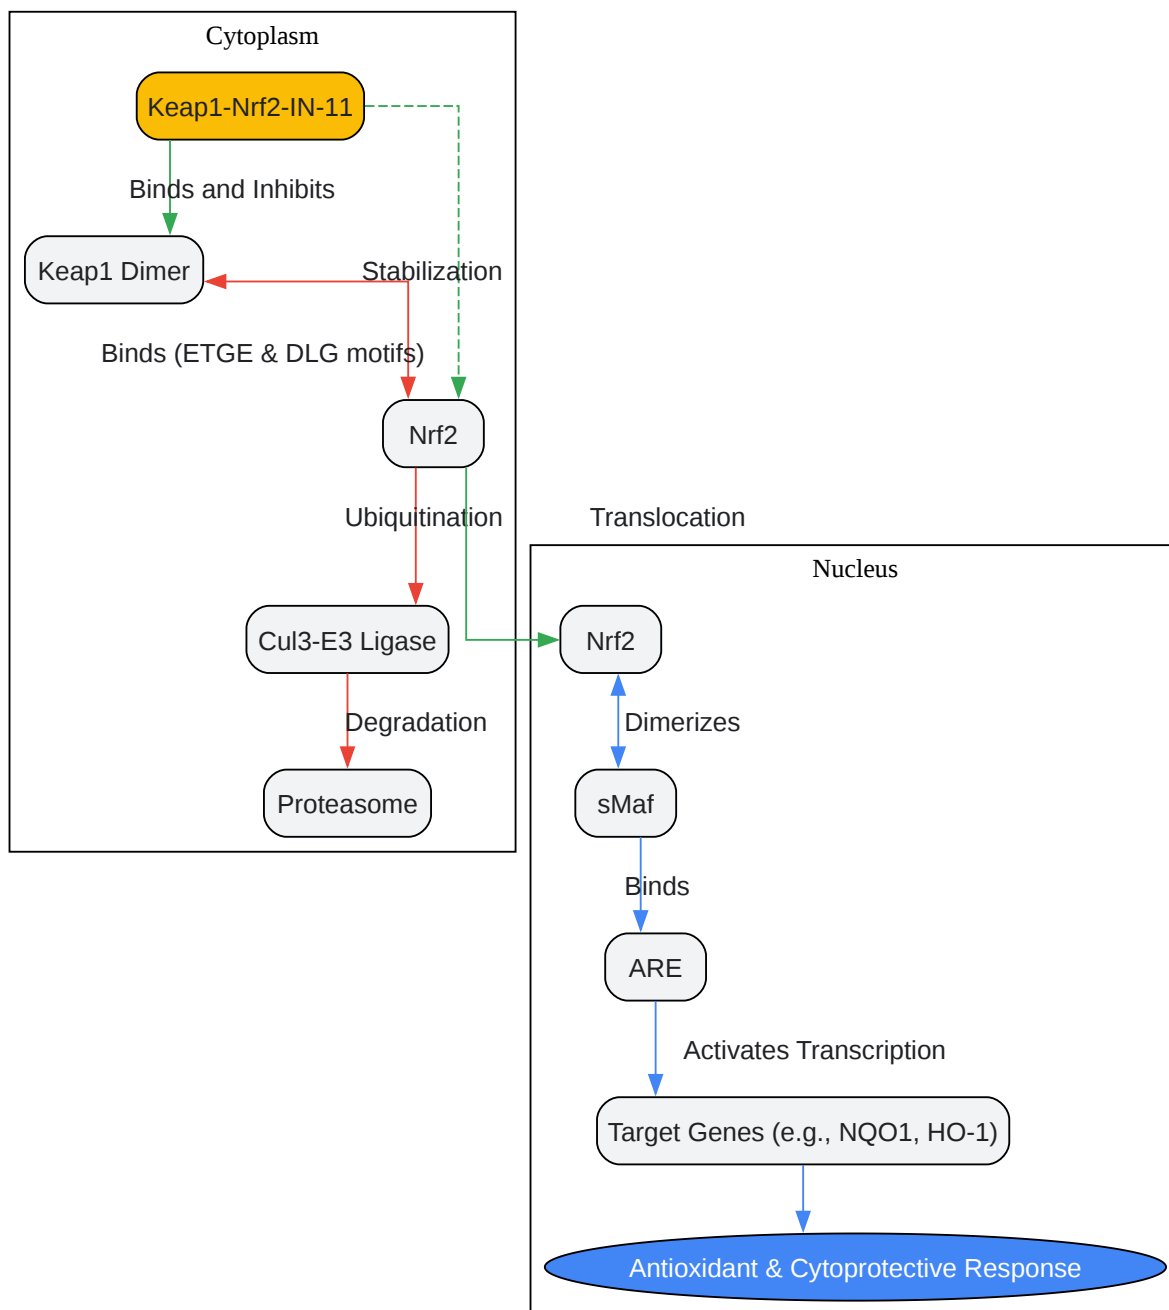 Cytoplasm
Keap1-Nrf2-IN-11
Binds and Inhibits
Keap1 Dimer
Stabilization
Binds (ETGE & DLG motifs)
Nrf2
Ubiquitination
Translocation
Nucleus
Cul3-E3 Ligase
Nrf2
Degradation
Dimerizes
Proteasome
sMaf
Binds
ARE
Activates Transcription
Target Genes (e.g., NQO1, HO-1)
Antioxidant & Cytoprotective Response